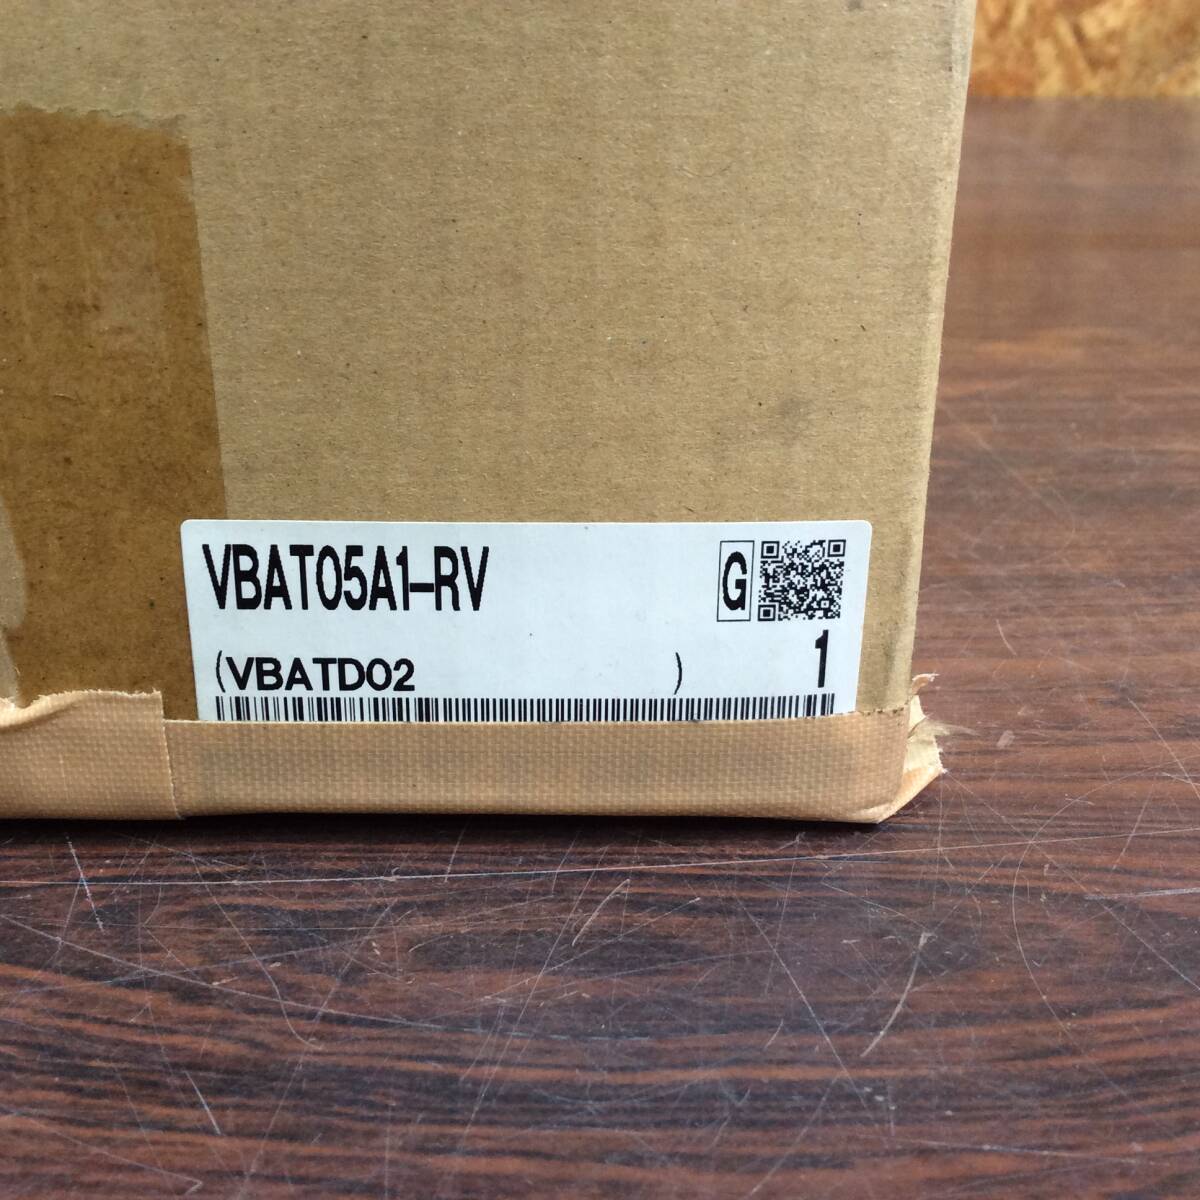 VBAT05A1-RV G
(VBATD02 ) 1